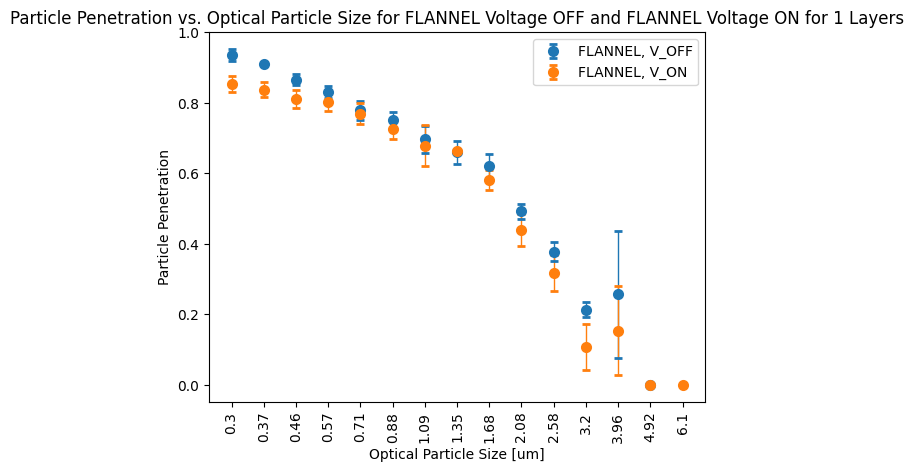 Particle Penetration vs. Optical Particle Size for FLANNEL Voltage OFF and FLANNEL Voltage ON for 1 Layers
1.0
0.8
0.6
0.4
0.2
0.0
Particle Penetration
FLANNEL, V_OFF
FLANNEL, V_ON
0.3 0.37 0.46 0.57 0.71 0.88 1.09 1.35 1.68 2.08 2.58 3.2 3.96 4.92 6.1
Optical Particle Size [um]